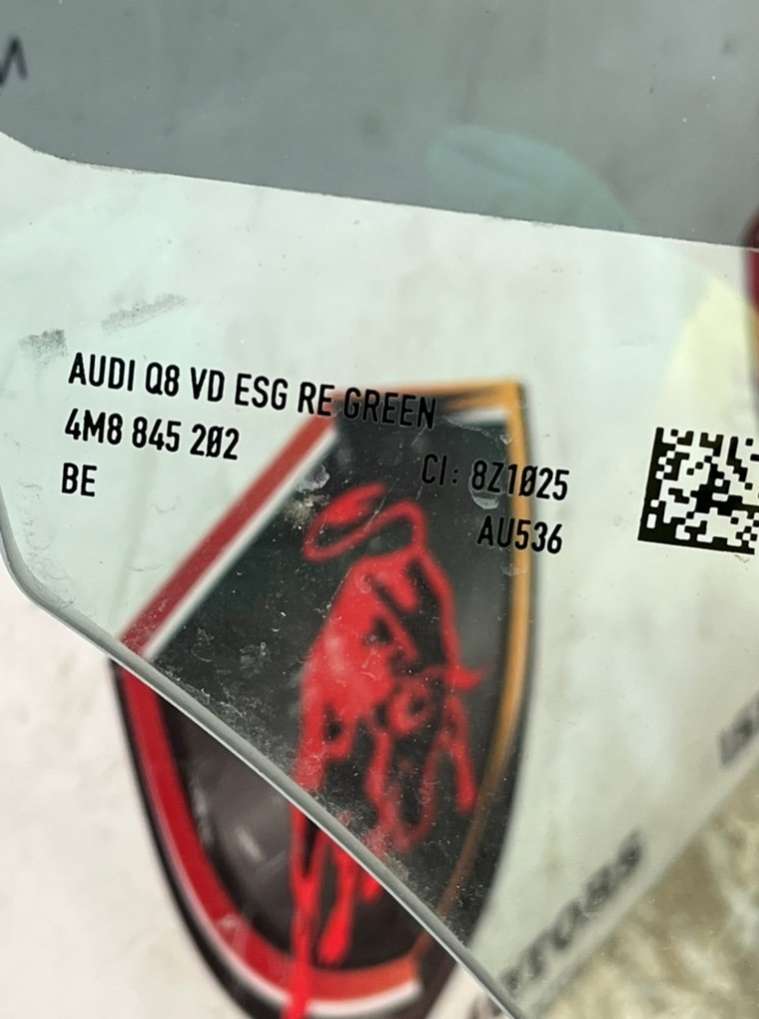 AUDI Q8 VD ESG RE GREEN
4M8 845 202
BE
CI: 8Z1025
AU536